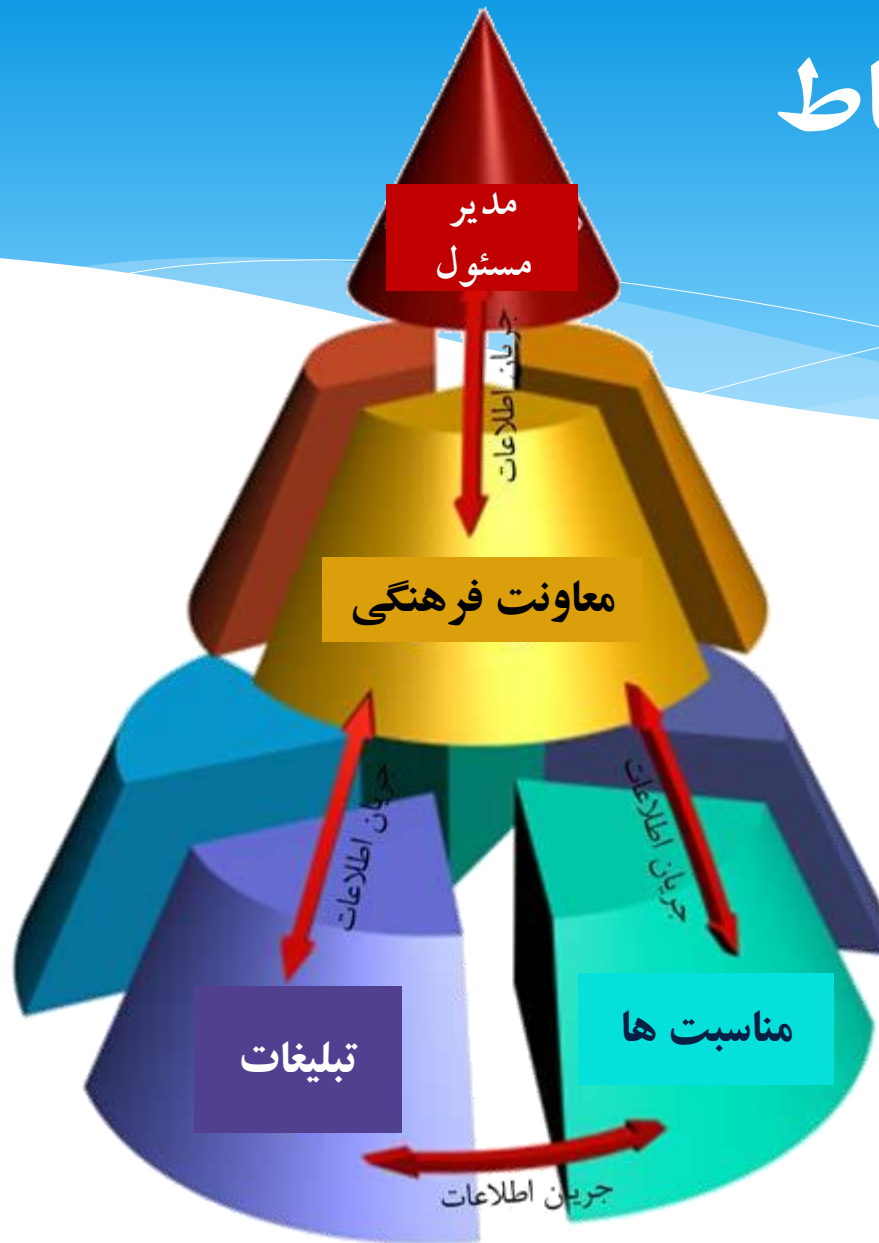 مدیر
مسئول
جریان اطلاعات
معاونت فرهنگی
جریان اطلاعات
جریان اطلاعات
مناسبت ها
تبلیغات
جریان اطلاعات